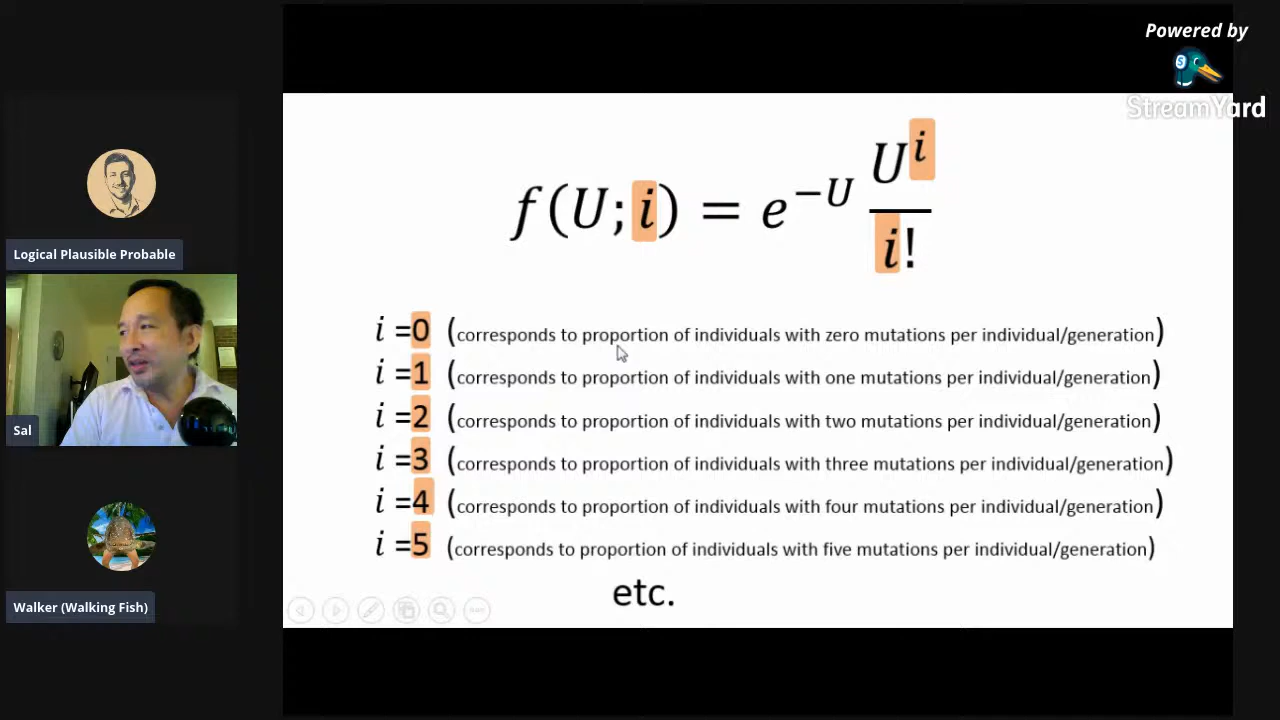 Powered by
StreamYard
Logical Plausible Probable
Sal
Walker (Walking Fish)
f(U;i) = e^{-U} \frac{U^i}{i!}
i =0 (corresponds to proportion of individuals with zero mutations per individual/generation)
i =1 (corresponds to proportion of individuals with one mutations per individual/generation)
i =2 (corresponds to proportion of individuals with two mutations per individual/generation)
i =3 (corresponds to proportion of individuals with three mutations per individual/generation)
i =4 (corresponds to proportion of individuals with four mutations per individual/generation)
i =5 (corresponds to proportion of individuals with five mutations per individual/generation)
etc.